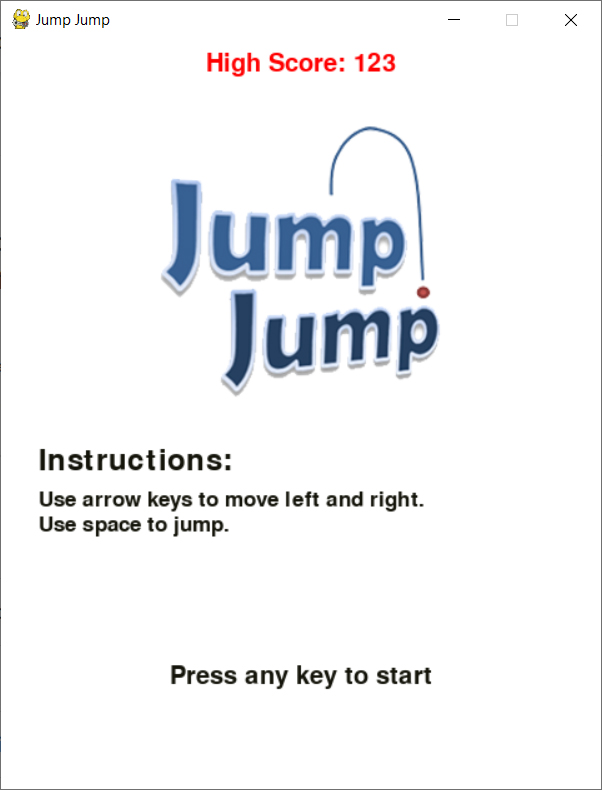 Jump Jump
High Score: 123
Jump
Jump
Instructions:
Use arrow keys to move left and right.
Use space to jump.
Press any key to start